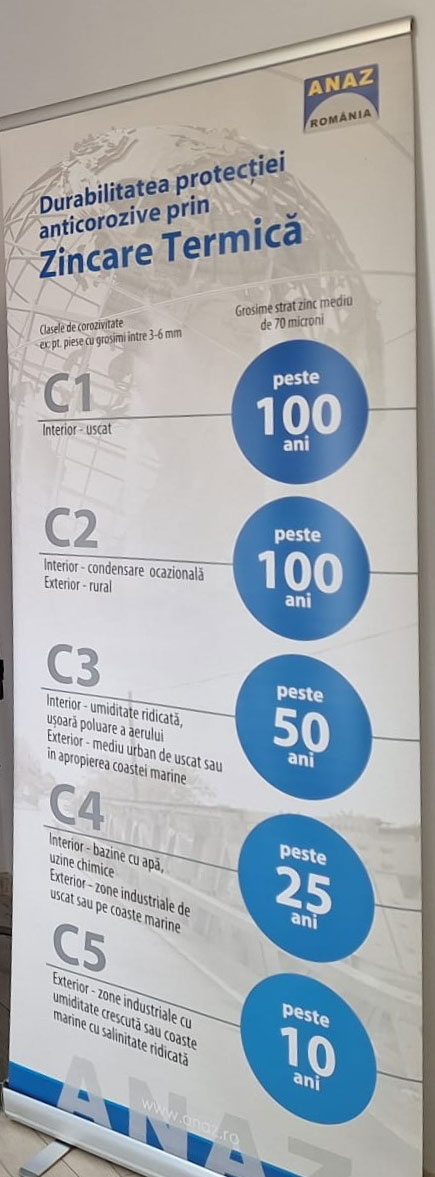 ANAZ
ROMÂNIA
Durabilitatea protecției
anticorozive prin
Zincare Termică
Clasele de corozivitate
ex. pt. piese cu grosimi între 3-6 mm
Grosime strat zinc mediu
de 70 microni
C1
Interior - uscat
peste
100
ani
C2
Interior - condensare ocazională
Exterior - rural
peste
100
ani
C3
Interior - umiditate ridicată,
ușoară poluare a aerului
Exterior - mediu urban de uscat sau
în apropierea coastei marine
peste
50
ani
C4
Interior - bazine cu apă,
uzine chimice
Exterior - zone industriale de
uscat sau pe coaste marine
peste
25
ani
C5
Exterior - zone industriale cu
umiditate crescută sau coaste
marine cu salinitate ridicată
peste
10
ani
ANAZ
www.anaz.ro